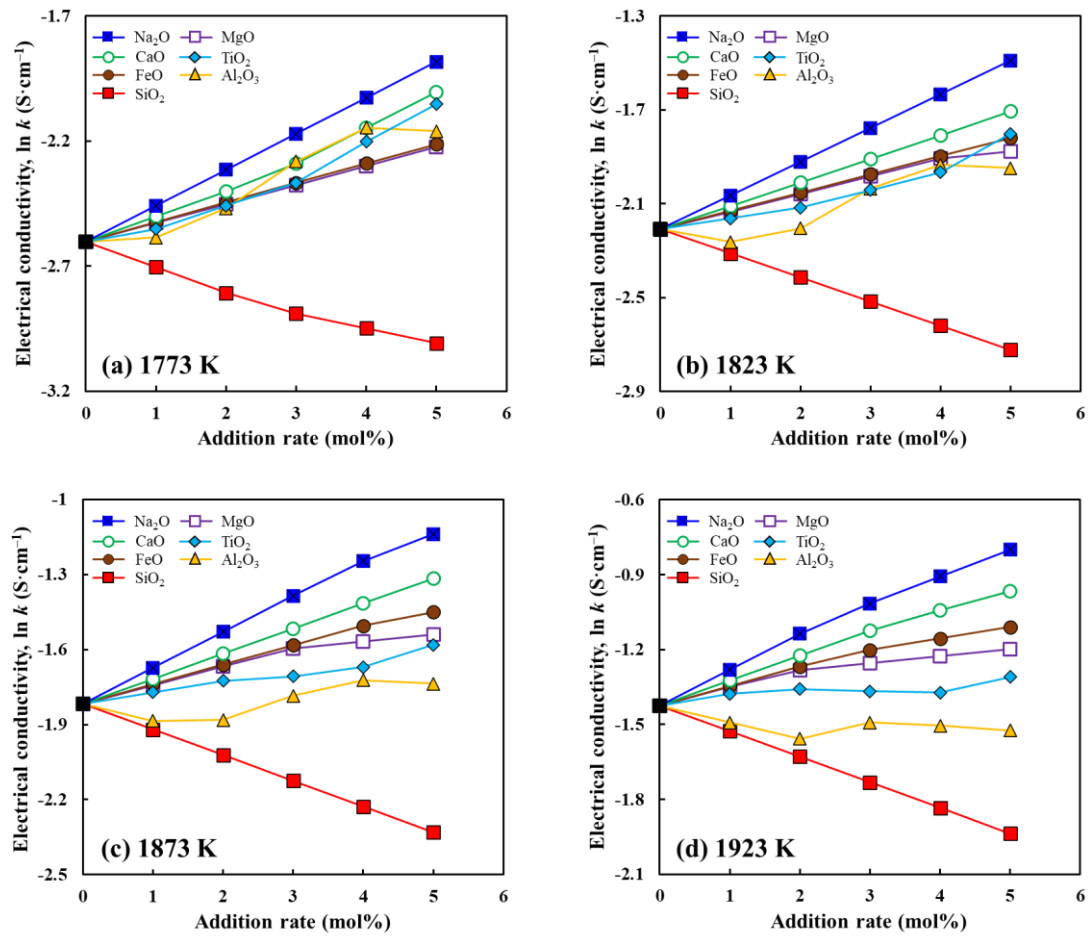 Electrical conductivity, ln k (S·cm⁻¹)
-1.7
-2.2
-2.7
-3.2
Na₂O
MgO
CaO
TiO₂
FeO
Al₂O₃
SiO₂
(a) 1773 K
0 1 2 3 4 5 6
Addition rate (mol%)
Electrical conductivity, ln k (S·cm⁻¹)
-1.3
-1.7
-2.1
-2.5
-2.9
Na₂O
MgO
CaO
TiO₂
FeO
Al₂O₃
SiO₂
(b) 1823 K
0 1 2 3 4 5 6
Addition rate (mol%)
Electrical conductivity, ln k (S·cm⁻¹)
-1
-1.3
-1.6
-1.9
-2.2
-2.5
Na₂O
MgO
CaO
TiO₂
FeO
Al₂O₃
SiO₂
(c) 1873 K
0 1 2 3 4 5 6
Addition rate (mol%)
Electrical conductivity, ln k (S·cm⁻¹)
-0.6
-0.9
-1.2
-1.5
-1.8
-2.1
Na₂O
MgO
CaO
TiO₂
FeO
Al₂O₃
SiO₂
(d) 1923 K
0 1 2 3 4 5 6
Addition rate (mol%)